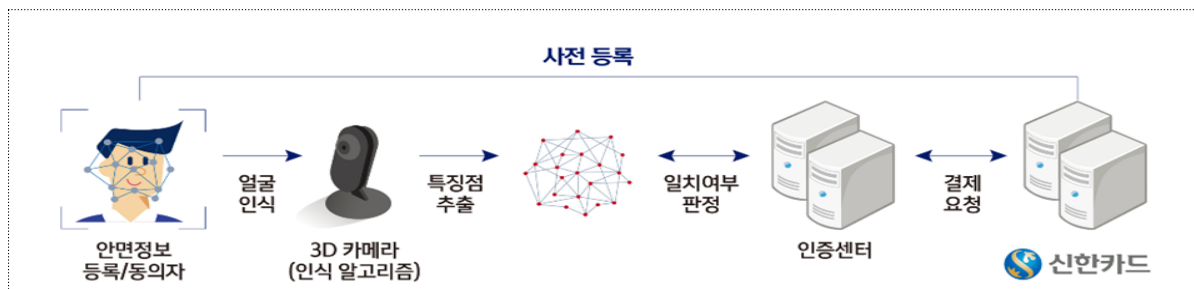 사전 등록
얼굴
인식
특징점
추출
일치여부
판정
결제
요청
안면정보
등록/동의자
3D 카메라
(인식 알고리즘)
인증센터
신한카드